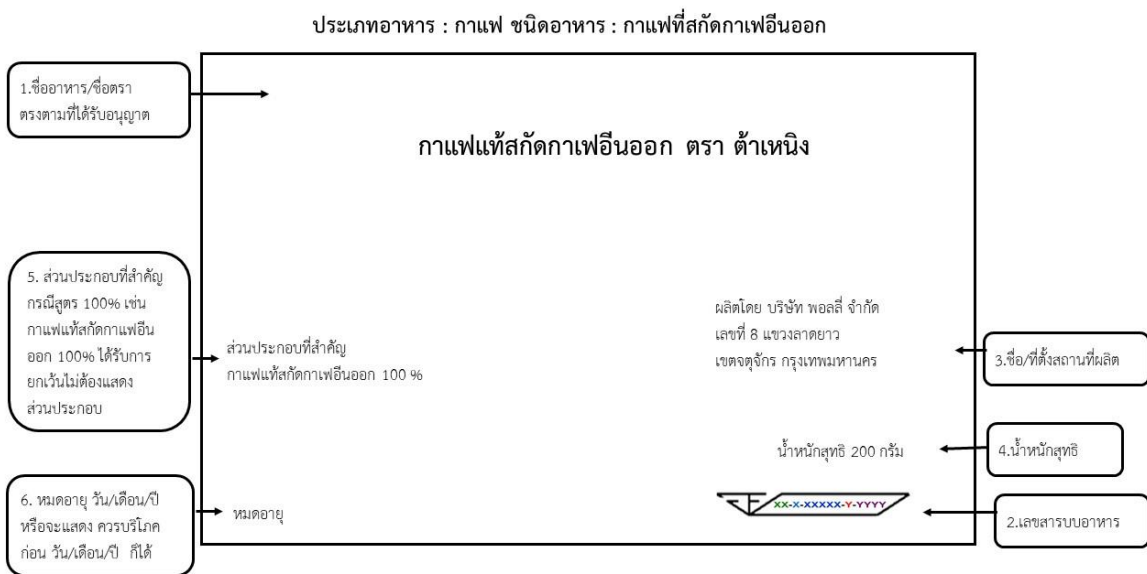 ประเภทอาหาร : กาแฟ ชนิดอาหาร : กาแฟที่สกัดกาเฟอีนออก
1.ชื่ออาหาร/ชื่อตรา
ตรงตามที่ได้รับอนุญาต
กาแฟแท้สกัดกาเฟอีนออก ตรา ต้าเหนิง
5. ส่วนประกอบที่สำคัญ
กรณีสูตร 100% เช่น
กาแฟแท้สกัดกาเฟอีน
ออก 100% ได้รับการ
ยกเว้นไม่ต้องแสดง
ส่วนประกอบ
ส่วนประกอบที่สำคัญ
กาแฟแท้สกัดกาเฟอีนออก 100 %
ผลิตโดย บริษัท พอลลี่ จำกัด
เลขที่ 8 แขวงลาดยาว
เขตจตุจักร กรุงเทพมหานคร
3.ชื่อ/ที่ตั้งสถานที่ผลิต
น้ำหนักสุทธิ 200 กรัม
4.น้ำหนักสุทธิ
6. หมดอายุ วัน/เดือน/ปี
หรือจะแสดง ควรบริโภค
ก่อน วัน/เดือน/ปี ก็ได้
หมดอายุ
XX-X-XXXXX-Y-YYYY
2.เลขสารบบอาหาร